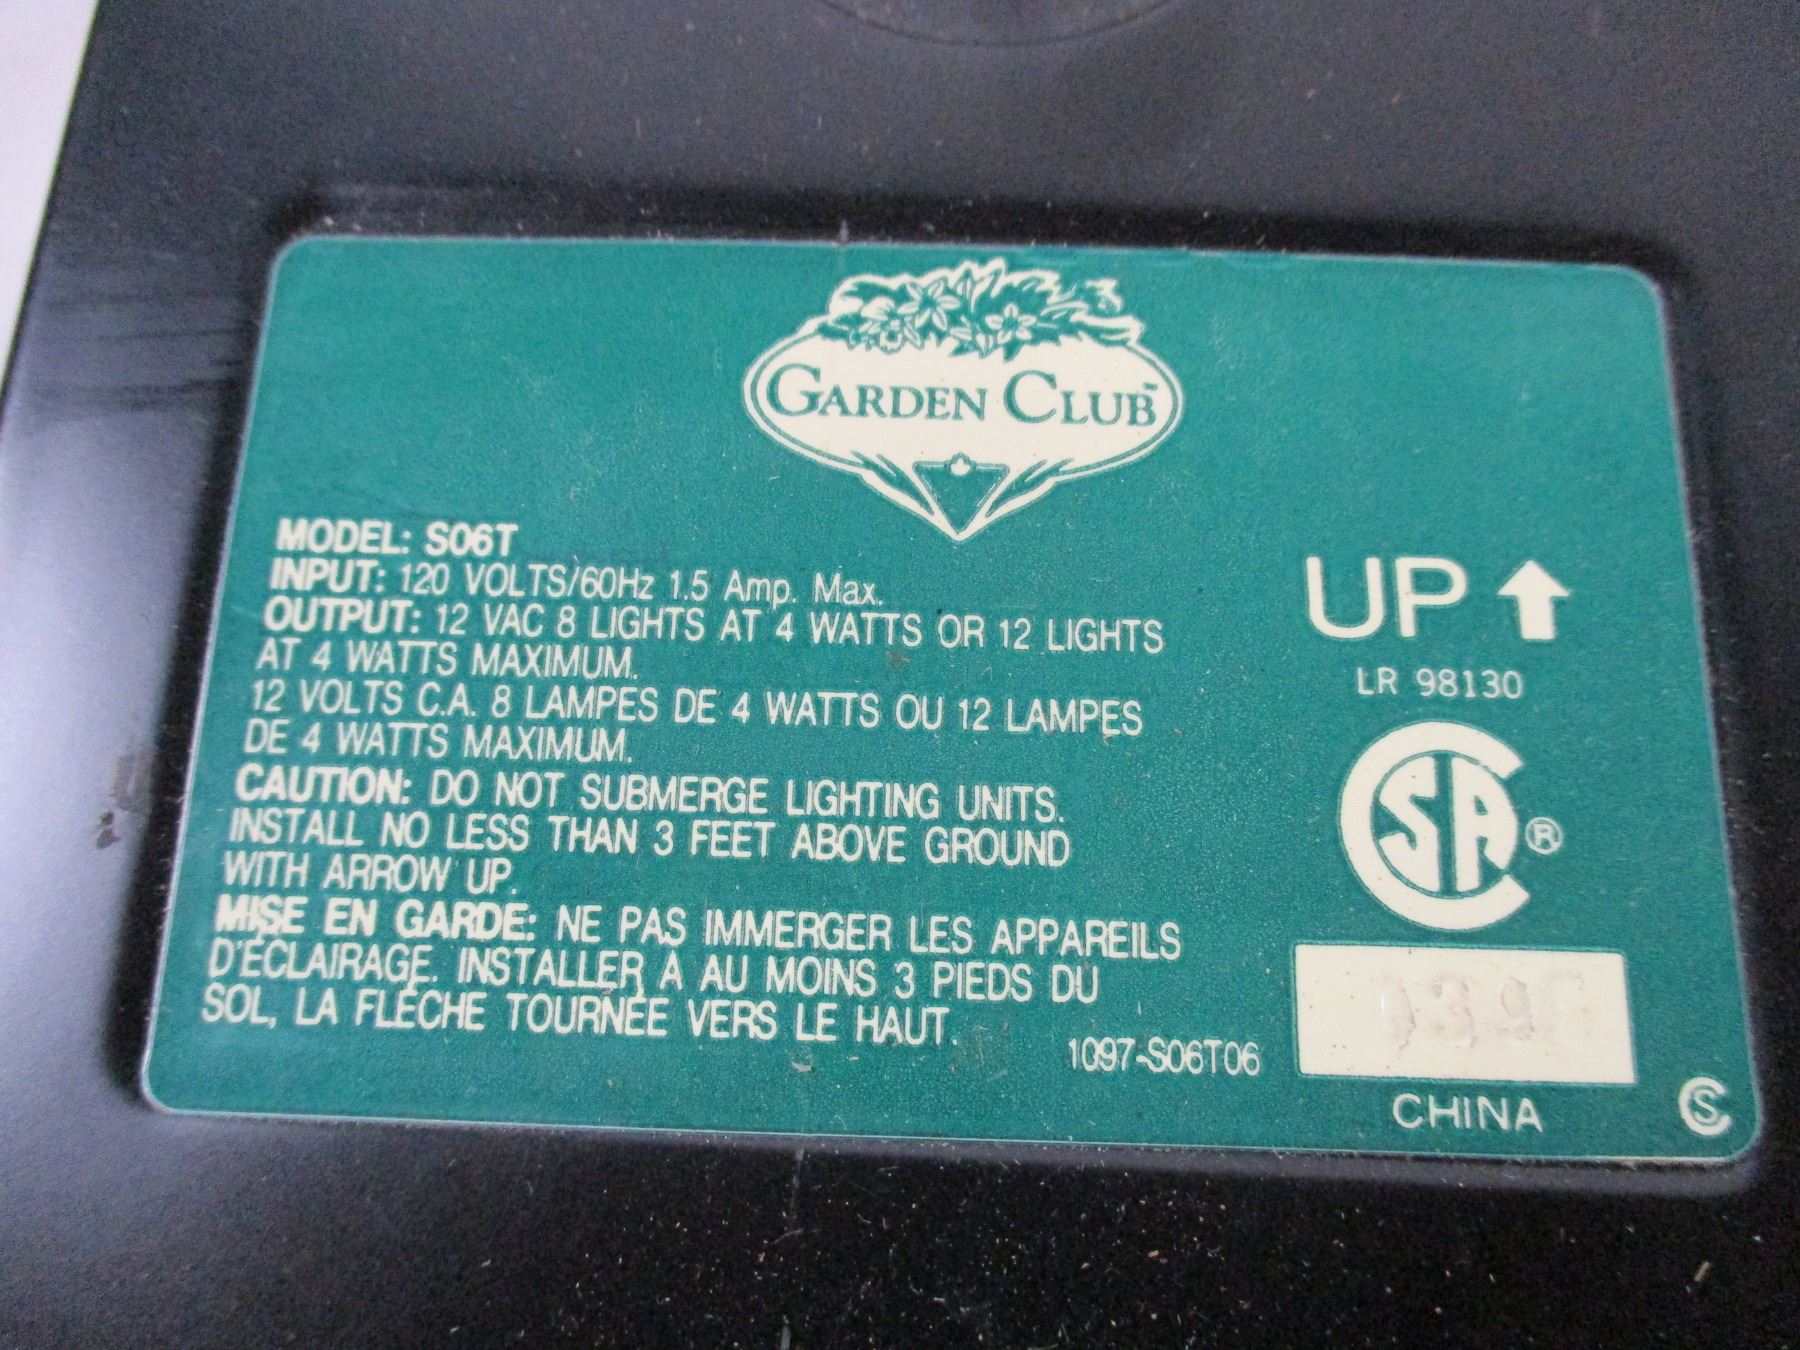 GARDEN CLUB™
MODEL: S06T
INPUT: 120 VOLTS/60Hz 1.5 Amp. Max.
OUTPUT: 12 VAC 8 LIGHTS AT 4 WATTS OR 12 LIGHTS
AT 4 WATTS MAXIMUM.
12 VOLTS C.A. 8 LAMPES DE 4 WATTS OU 12 LAMPES
DE 4 WATTS MAXIMUM.
CAUTION: DO NOT SUBMERGE LIGHTING UNITS.
INSTALL NO LESS THAN 3 FEET ABOVE GROUND
WITH ARROW UP.
MISE EN GARDE: NE PAS IMMERGER LES APPAREILS
D'ÉCLAIRAGE. INSTALLER À AU MOINS 3 PIEDS DU
SOL, LA FLÉCHE TOURNÉE VERS LE HAUT.
1097-S06T06
UP ↑
LR 98130
CSA ®
CHINA
CS